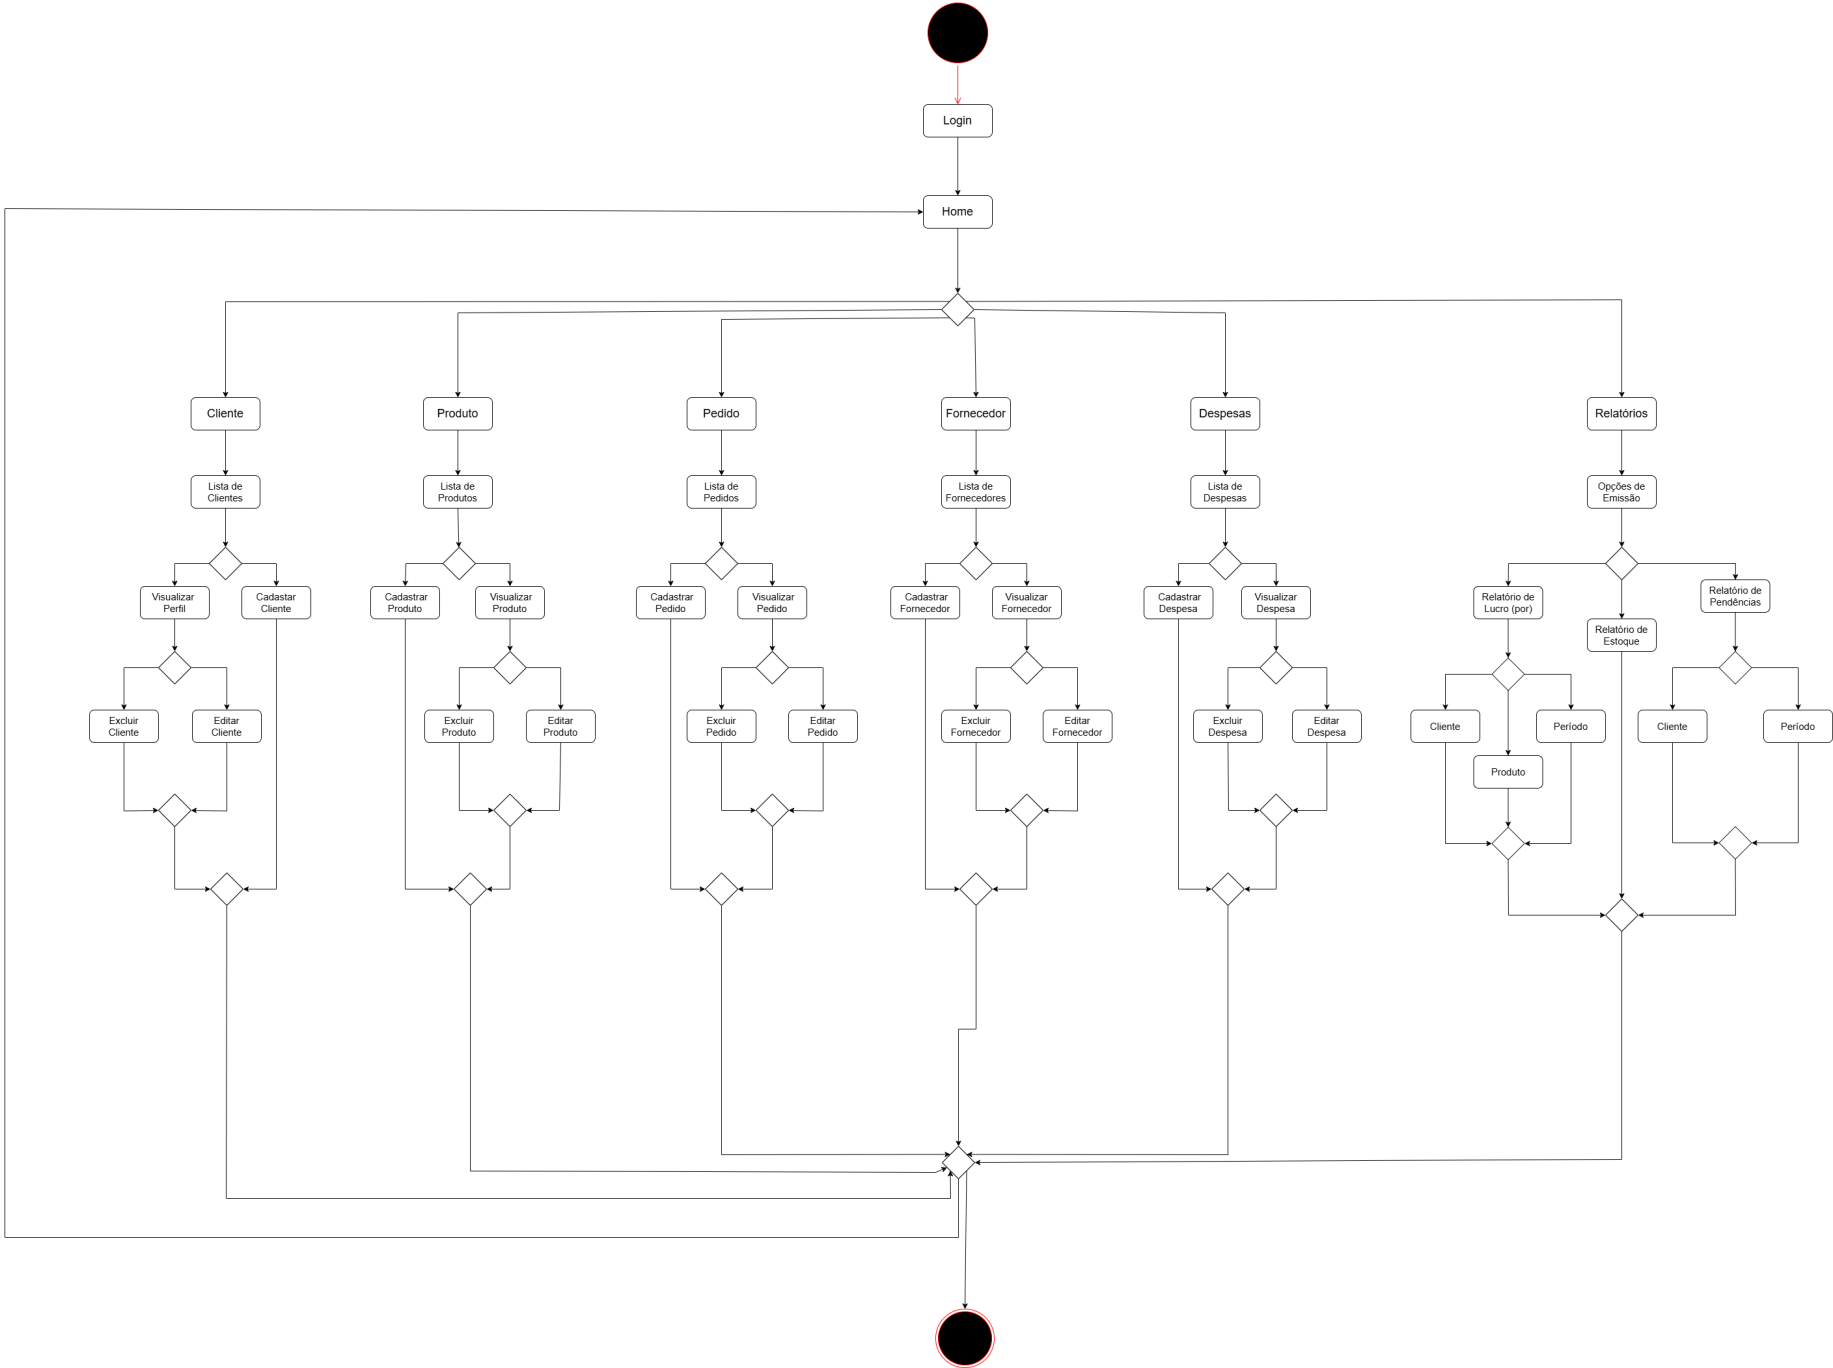 Login
Home
Cliente
Produto
Pedido
Fornecedor
Despesas
Relatórios
Lista de
Clientes
Lista de
Produtos
Lista de
Pedidos
Lista de
Fornecedores
Lista de
Despesas
Opções de
Emissão
Visualizar
Perfil
Cadastar
Cliente
Cadastrar
Produto
Visualizar
Produto
Cadastrar
Pedido
Visualizar
Pedido
Cadastrar
Fornecedor
Visualizar
Fornecedor
Cadastrar
Despesa
Visualizar
Despesa
Relatório de
Lucro (por)
Relatório de
Estoque
Relatório de
Pendências
Excluir
Cliente
Editar
Cliente
Excluir
Produto
Editar
Produto
Excluir
Pedido
Editar
Pedido
Excluir
Fornecedor
Editar
Fornecedor
Excluir
Despesa
Editar
Despesa
Cliente
Produto
Período
Cliente
Período